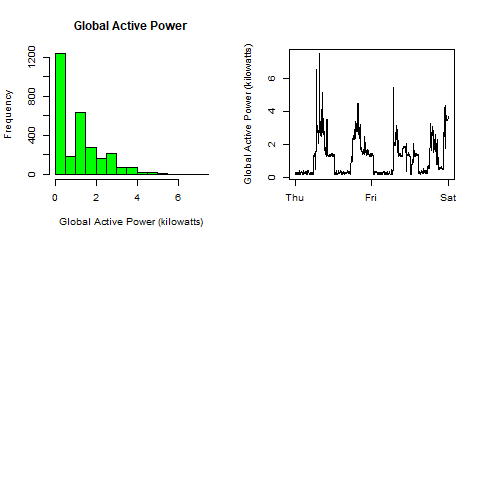 Global Active Power
Frequency
1200
800
400
0
0 2 4 6
Global Active Power (kilowatts)
Global Active Power (kilowatts)
6
4
2
0
Thu Fri Sat